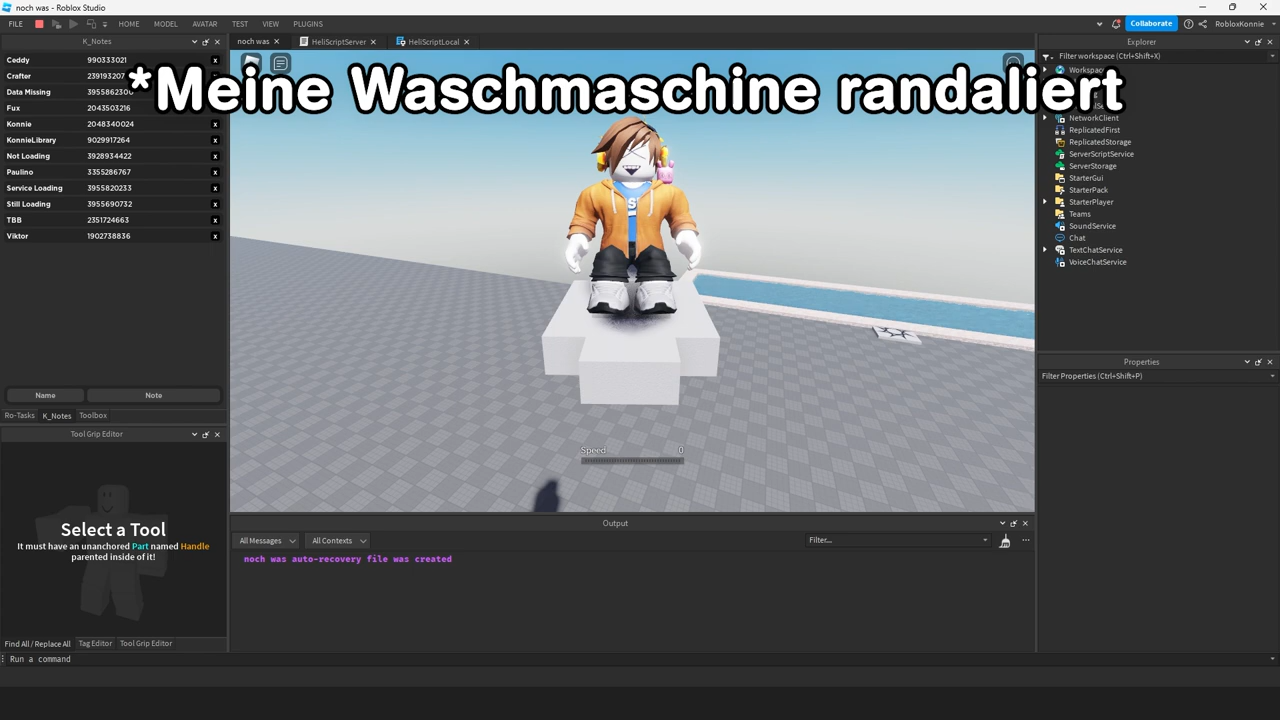 noch was - Roblox Studio
FILE HOME MODEL AVATAR TEST VIEW PLUGINS
Collaborate RobloxKonnie
K_Notes
Ceddy 990333021 x
Crafter 239193207
Data Missing
Fux 2043503216 x
Konnie 2048340024 x
KonnieLibrary 9029917264 x
Not Loading 3928934422 x
Paulino 3355286767 x
Service Loading 3955820233 x
Still Loading 3955690732 x
TBB 2351724663 x
Viktor 1902738836 x
Name Note
Ro-Tasks K_Notes Toolbox
Tool Grip Editor
Select a Tool
It must have an unanchored Part named Handle
parented inside of it!
Find All / Replace All Tag Editor Tool Grip Editor
Run a command
noch was HeliScriptServer HeliScriptLocal
*Meine Waschmaschine randaliert
Speed 0
Output
All Messages All Contexts Filter...
noch was auto-recovery file was created
Explorer
Filter workspace (Ctrl+Shift+X)
Workspace
NetworkClient
ReplicatedFirst
ReplicatedStorage
ServerScriptService
ServerStorage
StarterGui
StarterPack
StarterPlayer
Teams
SoundService
Chat
TextChatService
VoiceChatService
Properties
Filter Properties (Ctrl+Shift+P)